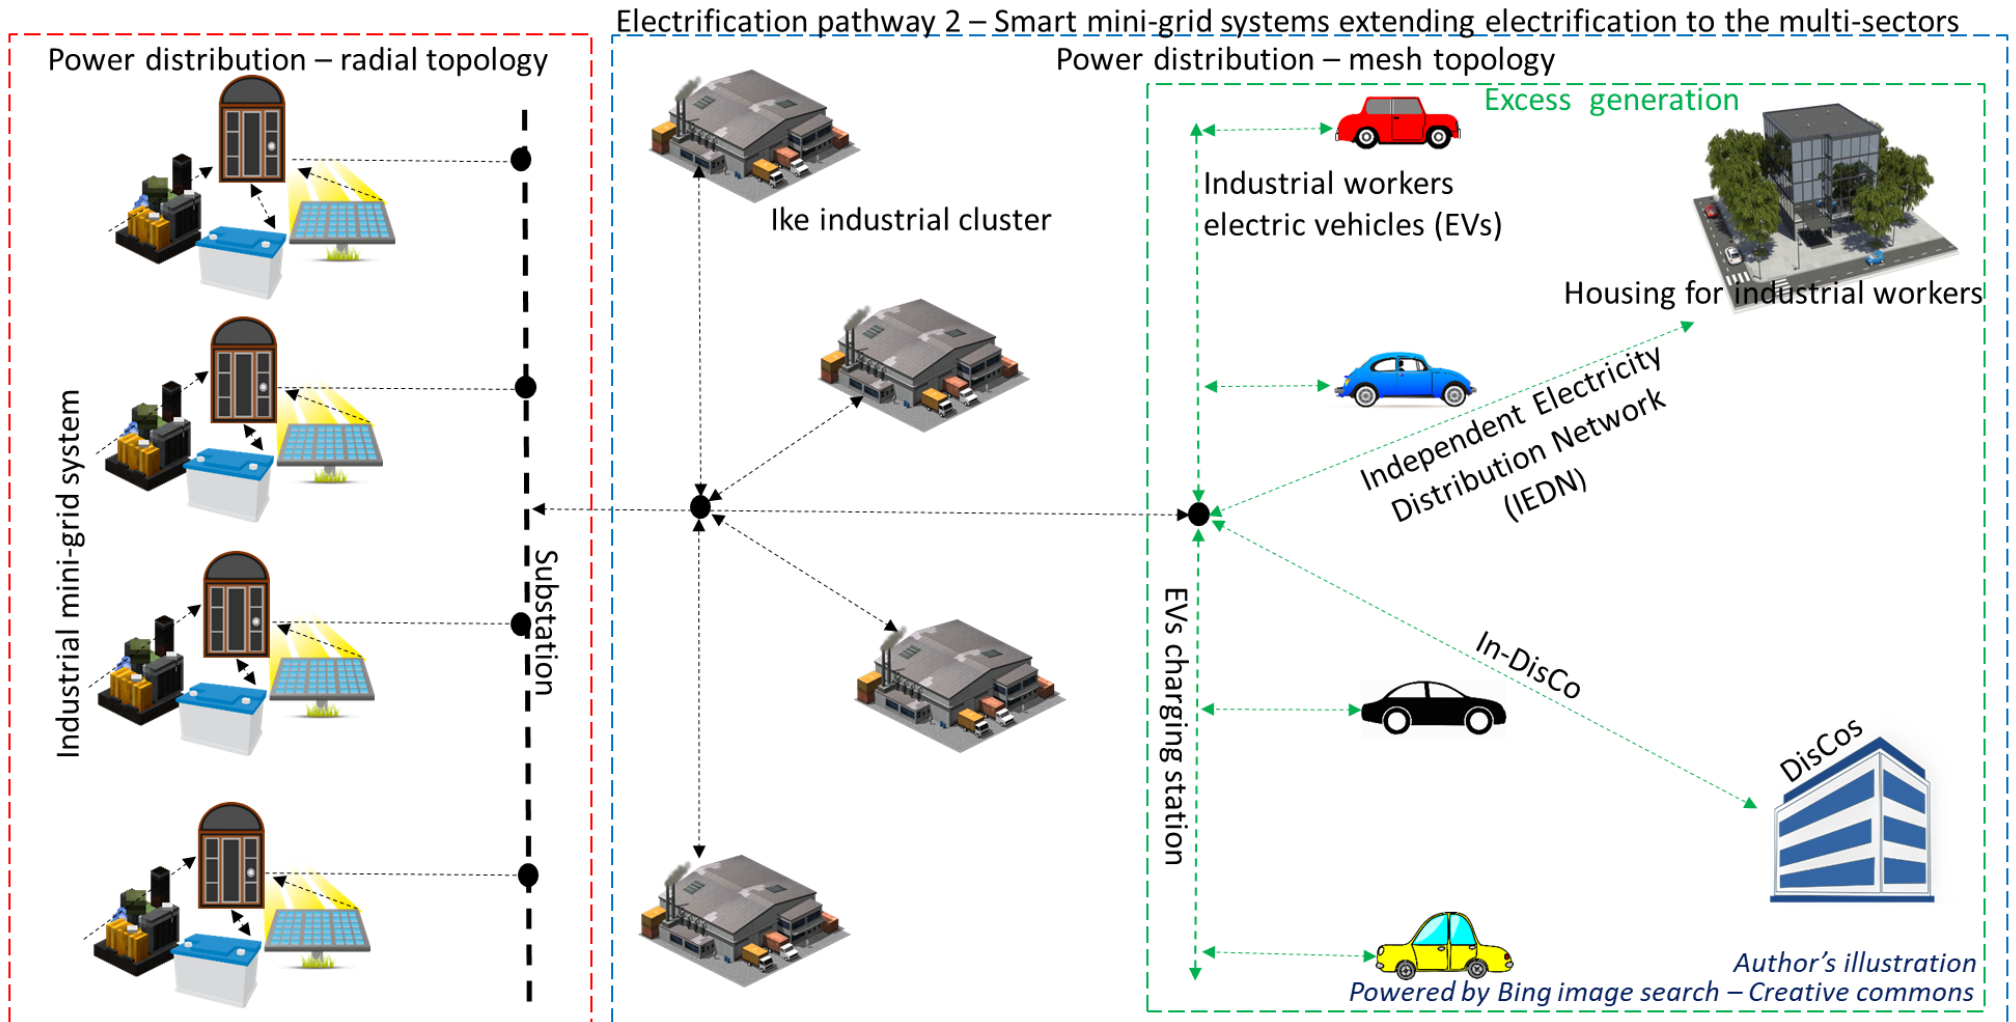 Electrification pathway 2 – Smart mini-grid systems extending electrification to the multi-sectors
Power distribution – radial topology
Power distribution – mesh topology
Industrial mini-grid system
Substation
Ike industrial cluster
Excess generation
Industrial workers
electric vehicles (EVs)
Housing for industrial workers
Independent Electricity
Distribution Network
(IEDN)
EVs charging station
In-DisCo
DisCos
Author’s illustration
Powered by Bing image search – Creative commons